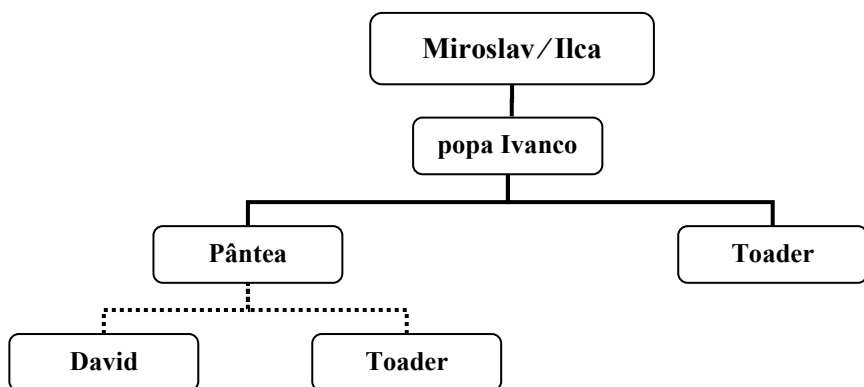 Miroslav/Ilca
popa Ivanco
Pântea
Toader
David
Toader